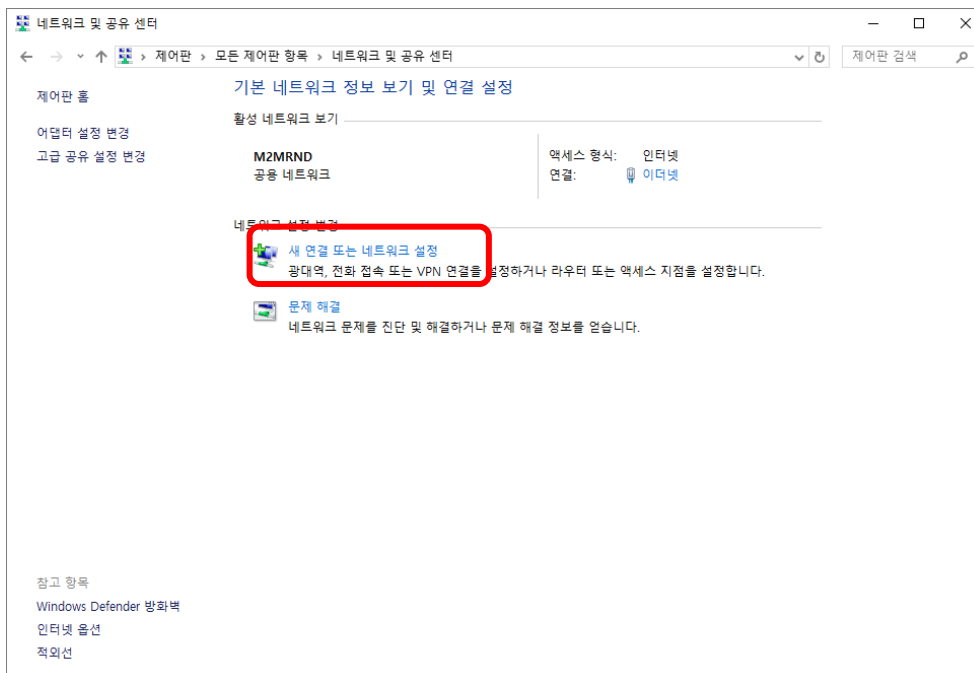 네트워크 및 공유 센터
제어판 › 모든 제어판 항목 › 네트워크 및 공유 센터
제어판 검색
제어판 홈
어댑터 설정 변경
고급 공유 설정 변경
기본 네트워크 정보 보기 및 연결 설정
활성 네트워크 보기
M2MRND
공용 네트워크
액세스 형식: 인터넷
연결: 이더넷
네트워크 설정 변경
새 연결 또는 네트워크 설정
광대역, 전화 접속 또는 VPN 연결을 설정하거나 라우터 또는 액세스 지점을 설정합니다.
문제 해결
네트워크 문제를 진단 및 해결하거나 문제 해결 정보를 얻습니다.
참고 항목
Windows Defender 방화벽
인터넷 옵션
적외선